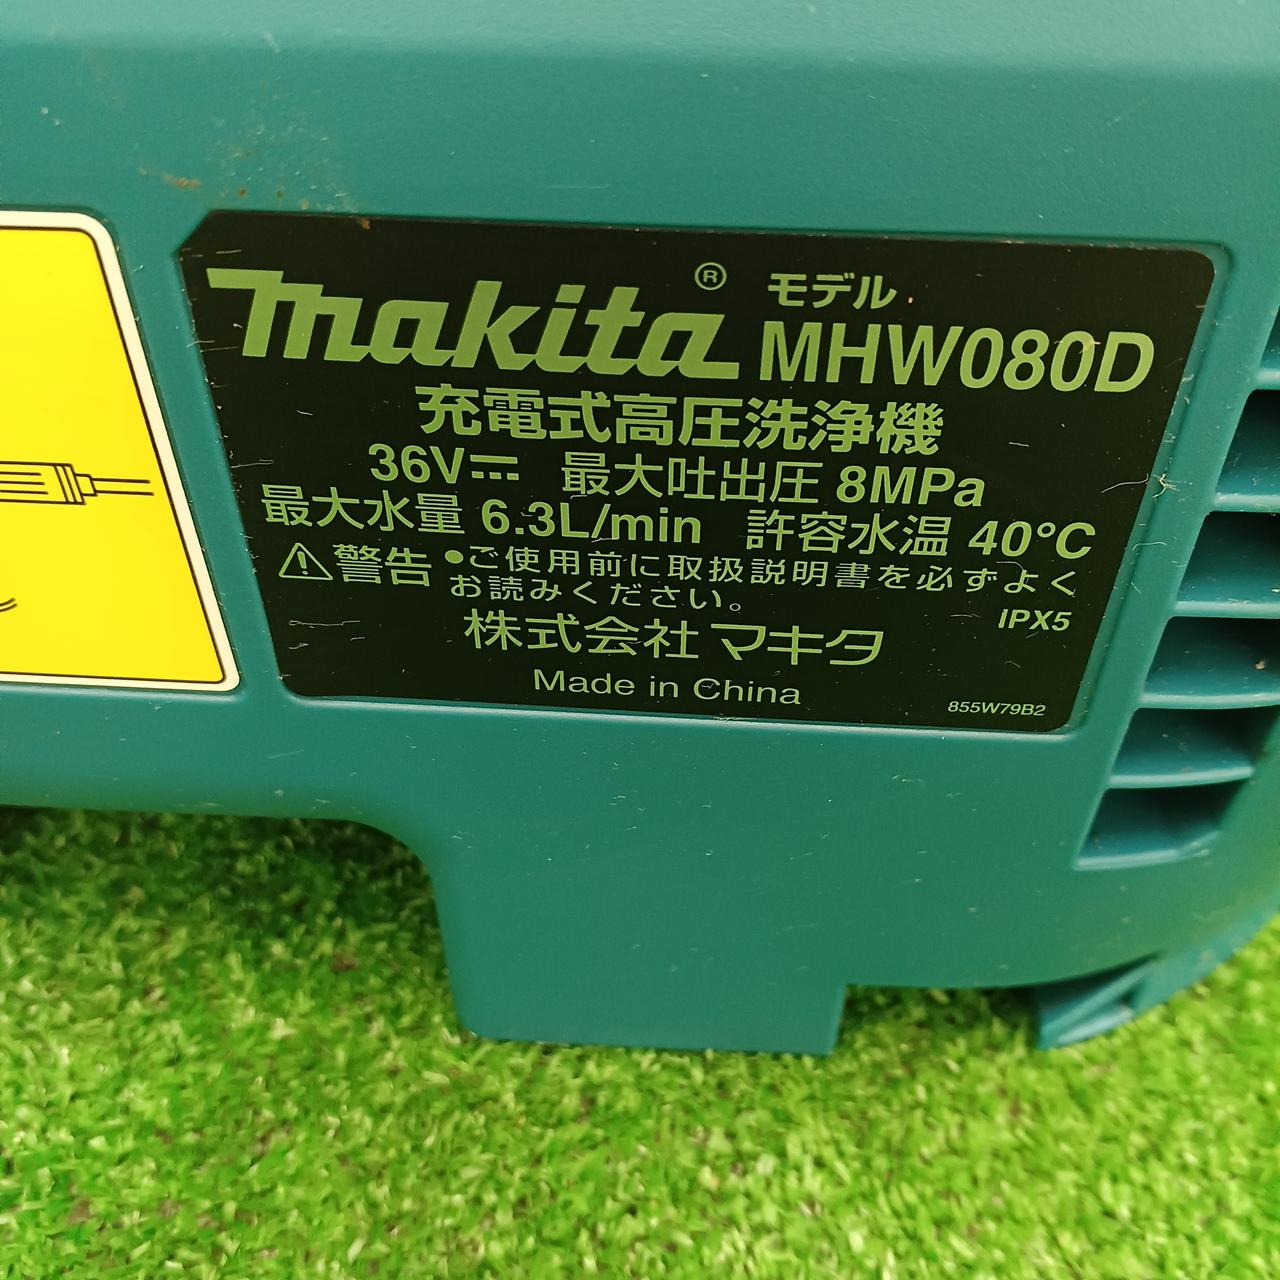 makita® モデル MHW080D
充電式高圧洗浄機
36V⎓ 最大吐出圧 8MPa
最大水量 6.3L/min 許容水温 40°C
⚠警告 •ご使用前に取扱説明書を必ずよく
お読みください。 IPX5
株式会社マキタ
Made in China 855W79B2